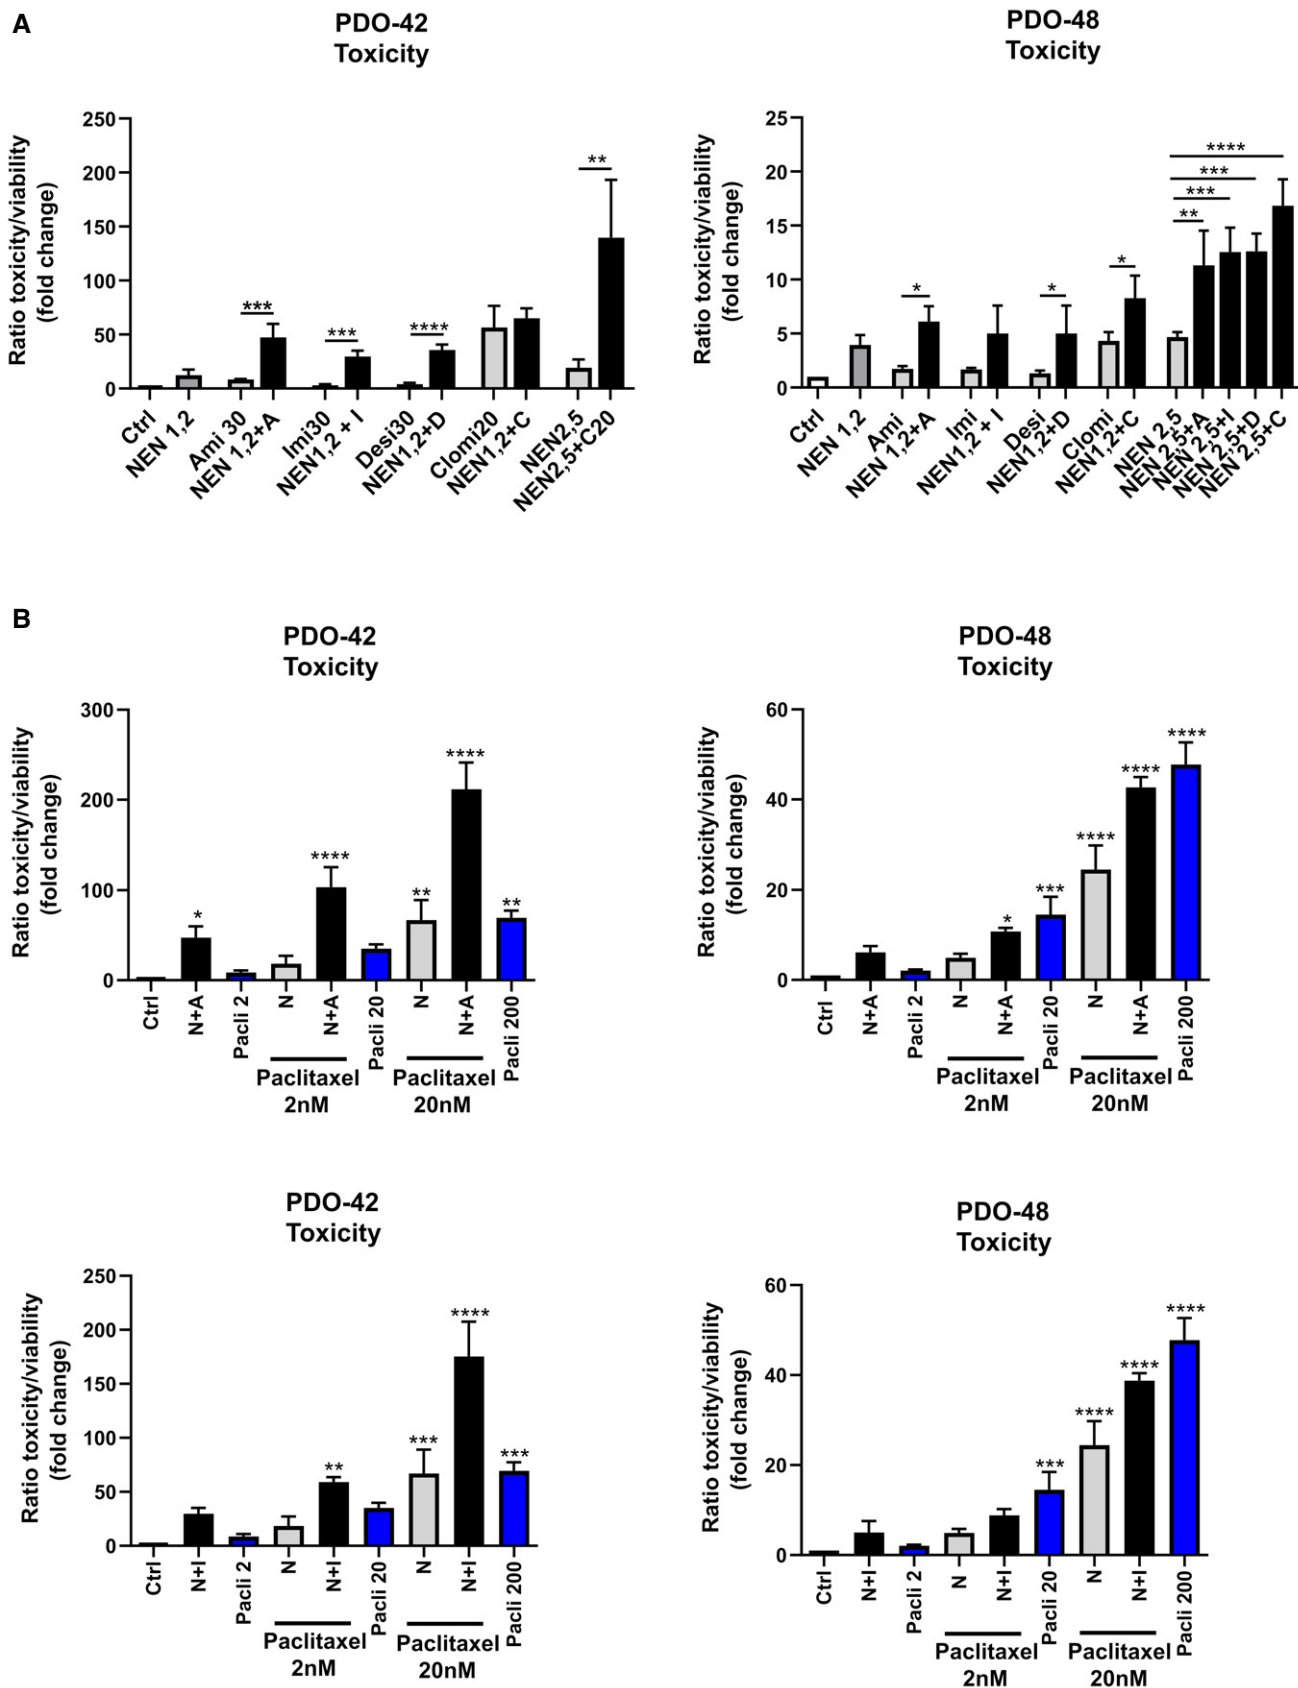 A
PDO-42
Toxicity
Ratio toxicity/viability
(fold change)
250
200
150
100
50
0
***
***
****
**
Ctrl
NEN 1,2
Ami 30
NEN 1,2+A
Imi30
NEN1,2 + I
Desi30
NEN1,2+D
Clomi20
NEN1,2+C
NEN2,5
NEN2,5+C20
PDO-48
Toxicity
Ratio toxicity/viability
(fold change)
25
20
15
10
5
0
*
*
*
**
***
***
****
Ctrl
NEN 1,2
Ami
NEN 1,2+A
Imi
NEN1,2 + I
Desi
NEN1,2+D
Clomi
NEN1,2+C
NEN 2,5
NEN 2,5+A
NEN 2,5+I
NEN 2,5+D
NEN 2,5+C
B
PDO-42
Toxicity
Ratio toxicity/viability
(fold change)
300
200
100
0
*
****
**
****
**
Ctrl
N+A
Pacli 2
N
N+A
Pacli 20
N
N+A
Pacli 200
Paclitaxel
2nM
Paclitaxel
20nM
PDO-48
Toxicity
Ratio toxicity/viability
(fold change)
60
40
20
0
*
***
****
****
****
Ctrl
N+A
Pacli 2
N
N+A
Pacli 20
N
N+A
Pacli 200
Paclitaxel
2nM
Paclitaxel
20nM
PDO-42
Toxicity
Ratio toxicity/viability
(fold change)
250
200
150
100
50
0
**
***
****
***
Ctrl
N+I
Pacli 2
N
N+I
Pacli 20
N
N+I
Pacli 200
Paclitaxel
2nM
Paclitaxel
20nM
PDO-48
Toxicity
Ratio toxicity/viability
(fold change)
60
40
20
0
***
****
****
****
Ctrl
N+I
Pacli 2
N
N+I
Pacli 20
N
N+I
Pacli 200
Paclitaxel
2nM
Paclitaxel
20nM